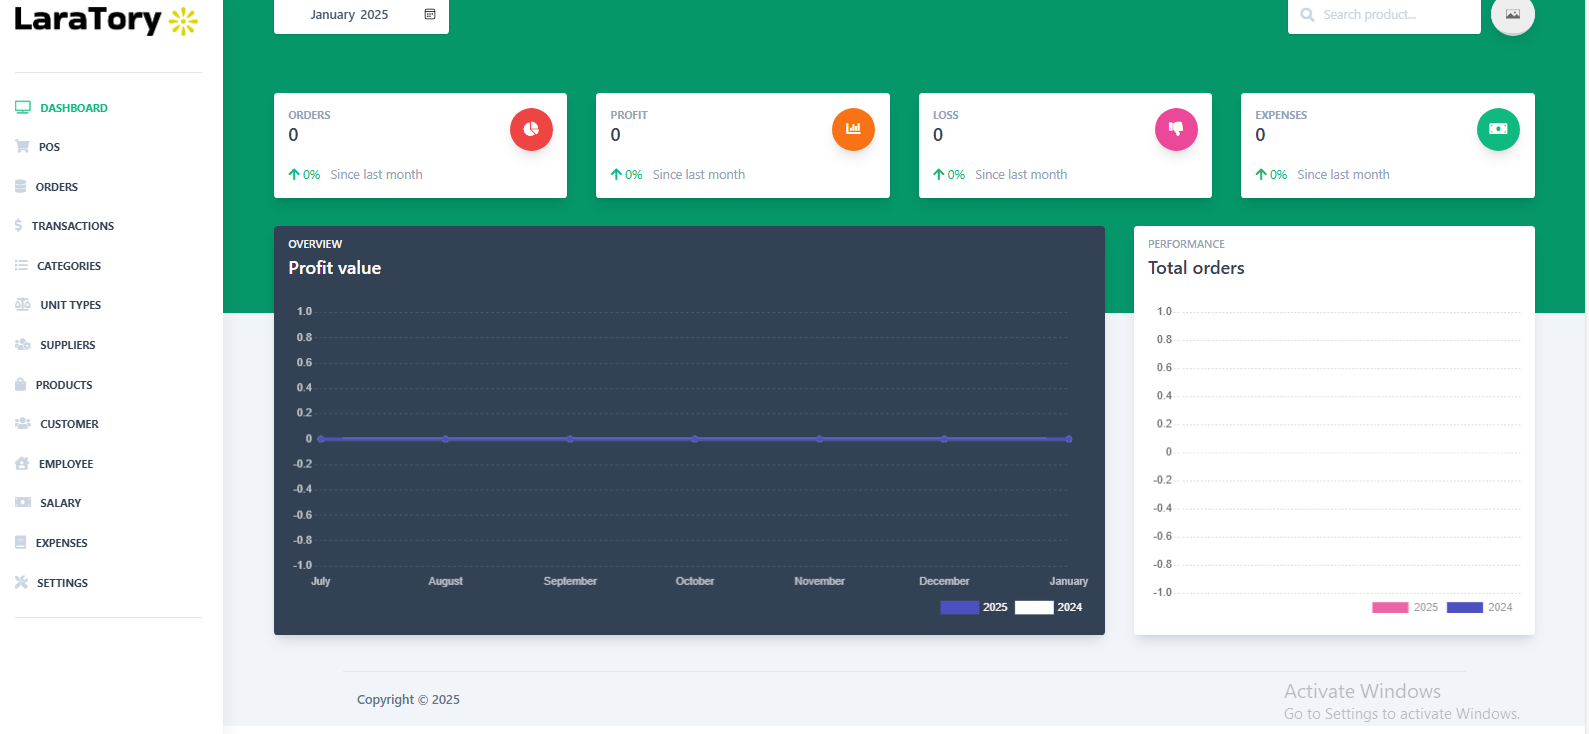 LaraTory
January 2025
Search product...
DASHBOARD
POS
ORDERS
TRANSACTIONS
CATEGORIES
UNIT TYPES
SUPPLIERS
PRODUCTS
CUSTOMER
EMPLOYEE
SALARY
EXPENSES
SETTINGS
ORDERS
0
0% Since last month
PROFIT
0
0% Since last month
LOSS
0
0% Since last month
EXPENSES
0
0% Since last month
OVERVIEW
Profit value
1.0
0.8
0.6
0.4
0.2
0
-0.2
-0.4
-0.6
-0.8
-1.0
July August September October November December January
2025 2024
PERFORMANCE
Total orders
1.0
0.8
0.6
0.4
0.2
0
-0.2
-0.4
-0.6
-0.8
-1.0
2025 2024
Copyright © 2025
Activate Windows
Go to Settings to activate Windows.